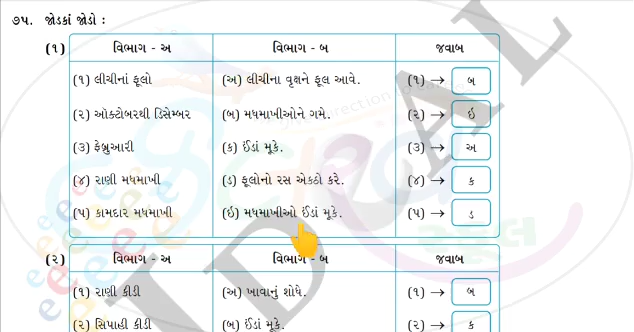 ૭૫. જોડકાં જોડો :
(૧) વિભાગ - અ વિભાગ - બ જવાબ
(૧) લીચીનાં ફૂલો (અ) લીચીના વૃક્ષને ફૂલ આવે. (૧) → બ
(૨) ઑક્ટોબરથી ડિસેમ્બર (બ) મધમાખીઓને ગમે. (૨) → ઇ
(૩) ફેબ્રુઆરી (ક) ઈંડાં મૂકે. (૩) → અ
(૪) રાણી મધમાખી (ડ) ફૂલોનો રસ એકઠો કરે. (૪) → ક
(૫) કામદાર મધમાખી (ઇ) મધમાખીઓ ઈંડાં મૂકે. (૫) → ડ
(૨) વિભાગ - અ વિભાગ - બ જવાબ
(૧) રાણી કીડી (અ) ખાવાનું શોધે. (૧) → બ
(૨) સિપાહી કીડી (બ) ઈંડાં મૂકે. (૨) → ક
IDEAL